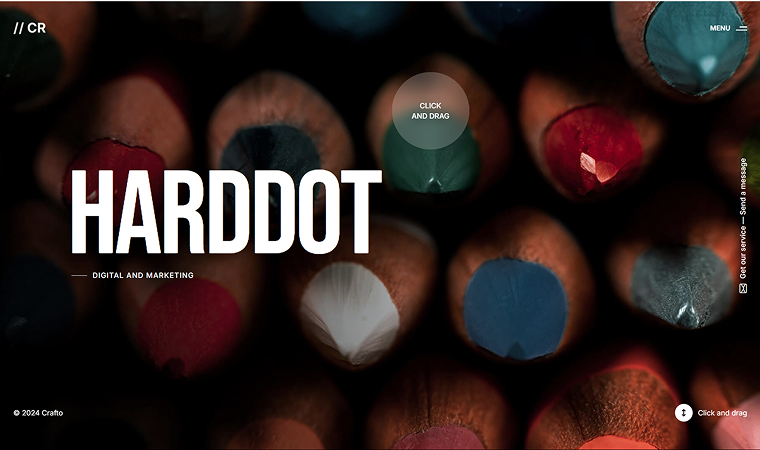 // CR
MENU
CLICK
AND DRAG
HARDDOT
DIGITAL AND MARKETING
Get our service — Send a message
© 2024 Crafto
Click and drag